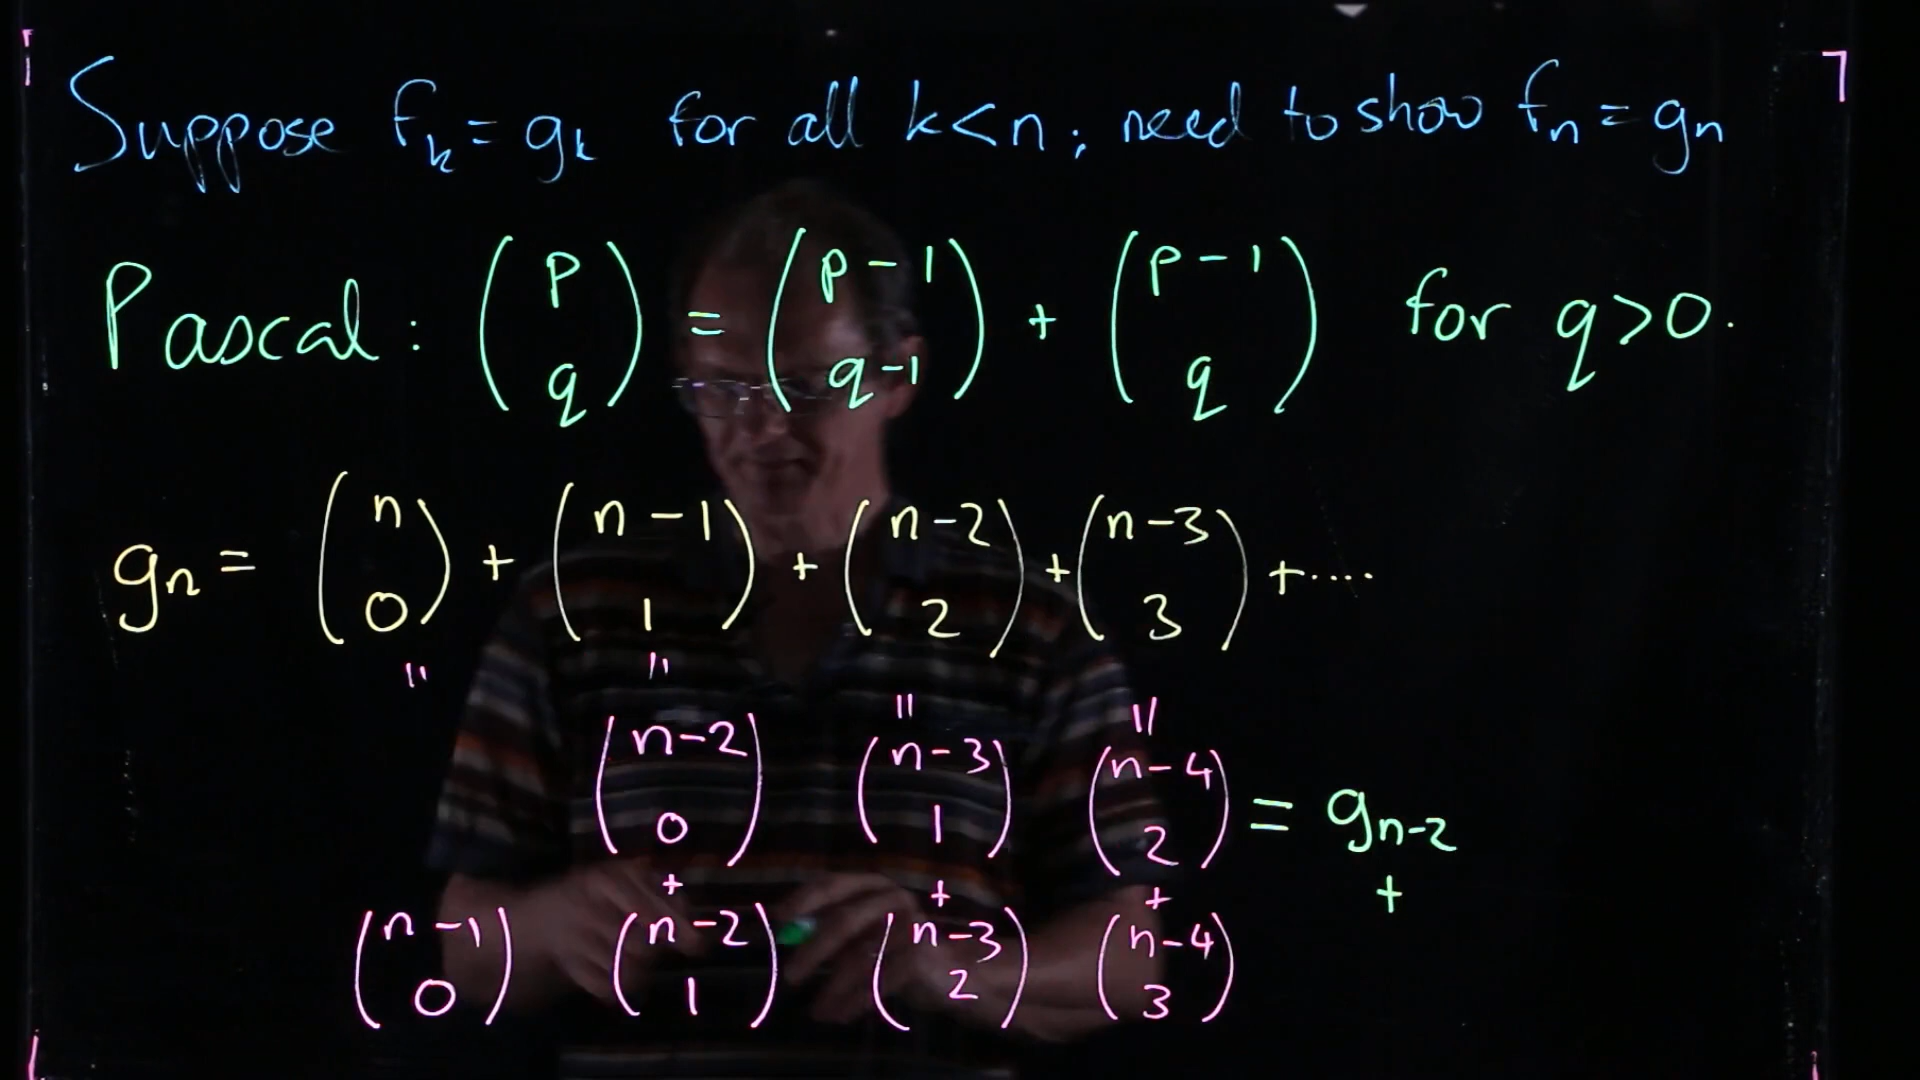 Suppose f_k = g_k for all k<n; need to show f_n = g_n
Pascal: (p q) = (p-1 q-1) + (p-1 q) for q>0.
g_n = (n 0) + (n-1 1) + (n-2 2) + (n-3 3) + ....
|| || || ||
(n-2 0) (n-3 1) (n-4 2) = g_{n-2}
+ + + +
(n-1 0) (n-2 1) (n-3 2) (n-4 3)